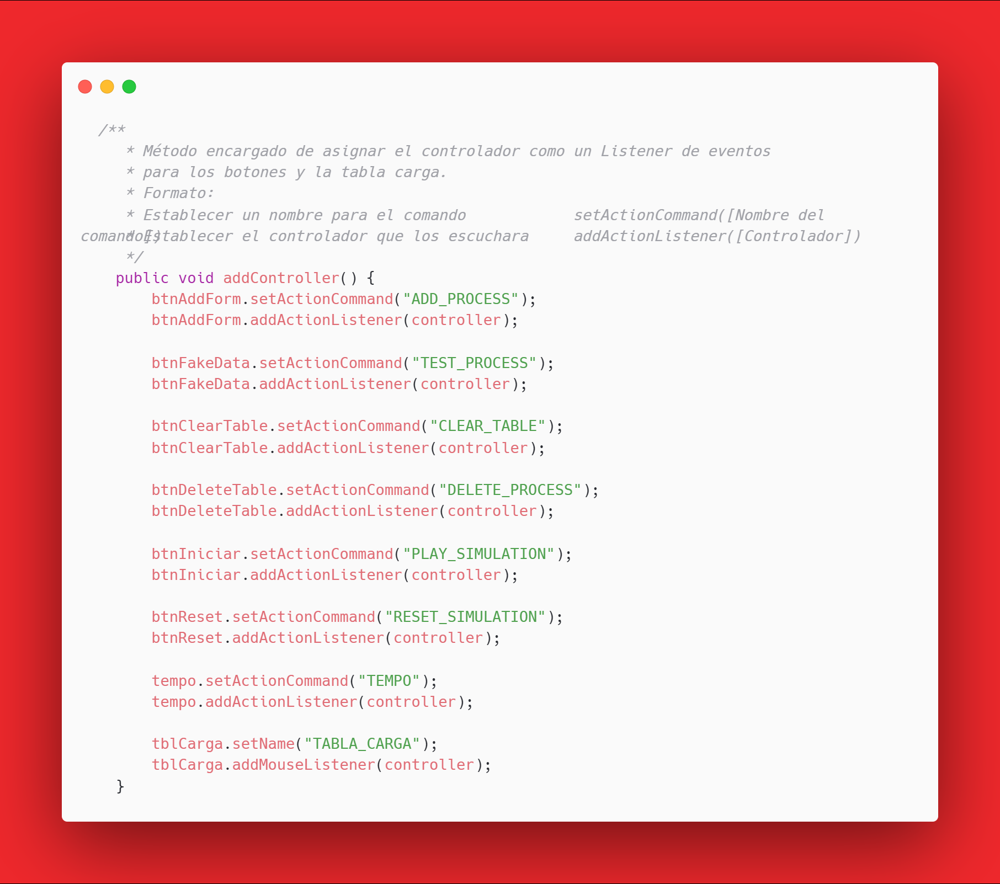 /**
* Método encargado de asignar el controlador como un Listener de eventos
* para los botones y la tabla carga.
* Formato:
* Establecer un nombre para el comando            setActionCommand([Nombre del
comando])
* Establecer el controlador que los escuchara     addActionListener([Controlador])
*/
public void addController() {
btnAddForm.setActionCommand("ADD_PROCESS");
btnAddForm.addActionListener(controller);
btnFakeData.setActionCommand("TEST_PROCESS");
btnFakeData.addActionListener(controller);
btnClearTable.setActionCommand("CLEAR_TABLE");
btnClearTable.addActionListener(controller);
btnDeleteTable.setActionCommand("DELETE_PROCESS");
btnDeleteTable.addActionListener(controller);
btnIniciar.setActionCommand("PLAY_SIMULATION");
btnIniciar.addActionListener(controller);
btnReset.setActionCommand("RESET_SIMULATION");
btnReset.addActionListener(controller);
tempo.setActionCommand("TEMPO");
tempo.addActionListener(controller);
tblCarga.setName("TABLA_CARGA");
tblCarga.addMouseListener(controller);
}